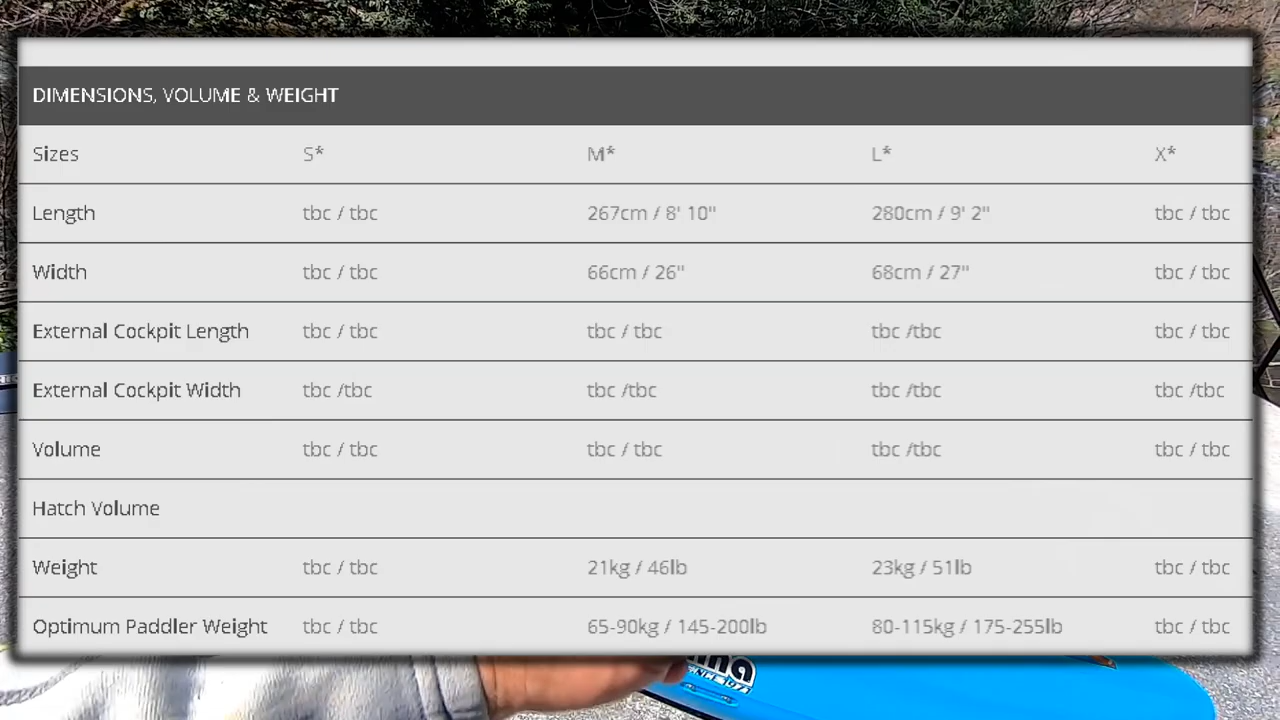 DIMENSIONS, VOLUME & WEIGHT
Sizes S* M* L* X*
Length tbc / tbc 267cm / 8' 10" 280cm / 9' 2" tbc / tbc
Width tbc / tbc 66cm / 26" 68cm / 27" tbc / tbc
External Cockpit Length tbc / tbc tbc / tbc tbc /tbc tbc / tbc
External Cockpit Width tbc /tbc tbc /tbc tbc /tbc tbc /tbc
Volume tbc / tbc tbc / tbc tbc /tbc tbc / tbc
Hatch Volume
Weight tbc / tbc 21kg / 46lb 23kg / 51lb tbc / tbc
Optimum Paddler Weight tbc / tbc 65-90kg / 145-200lb 80-115kg / 175-255lb tbc / tbc